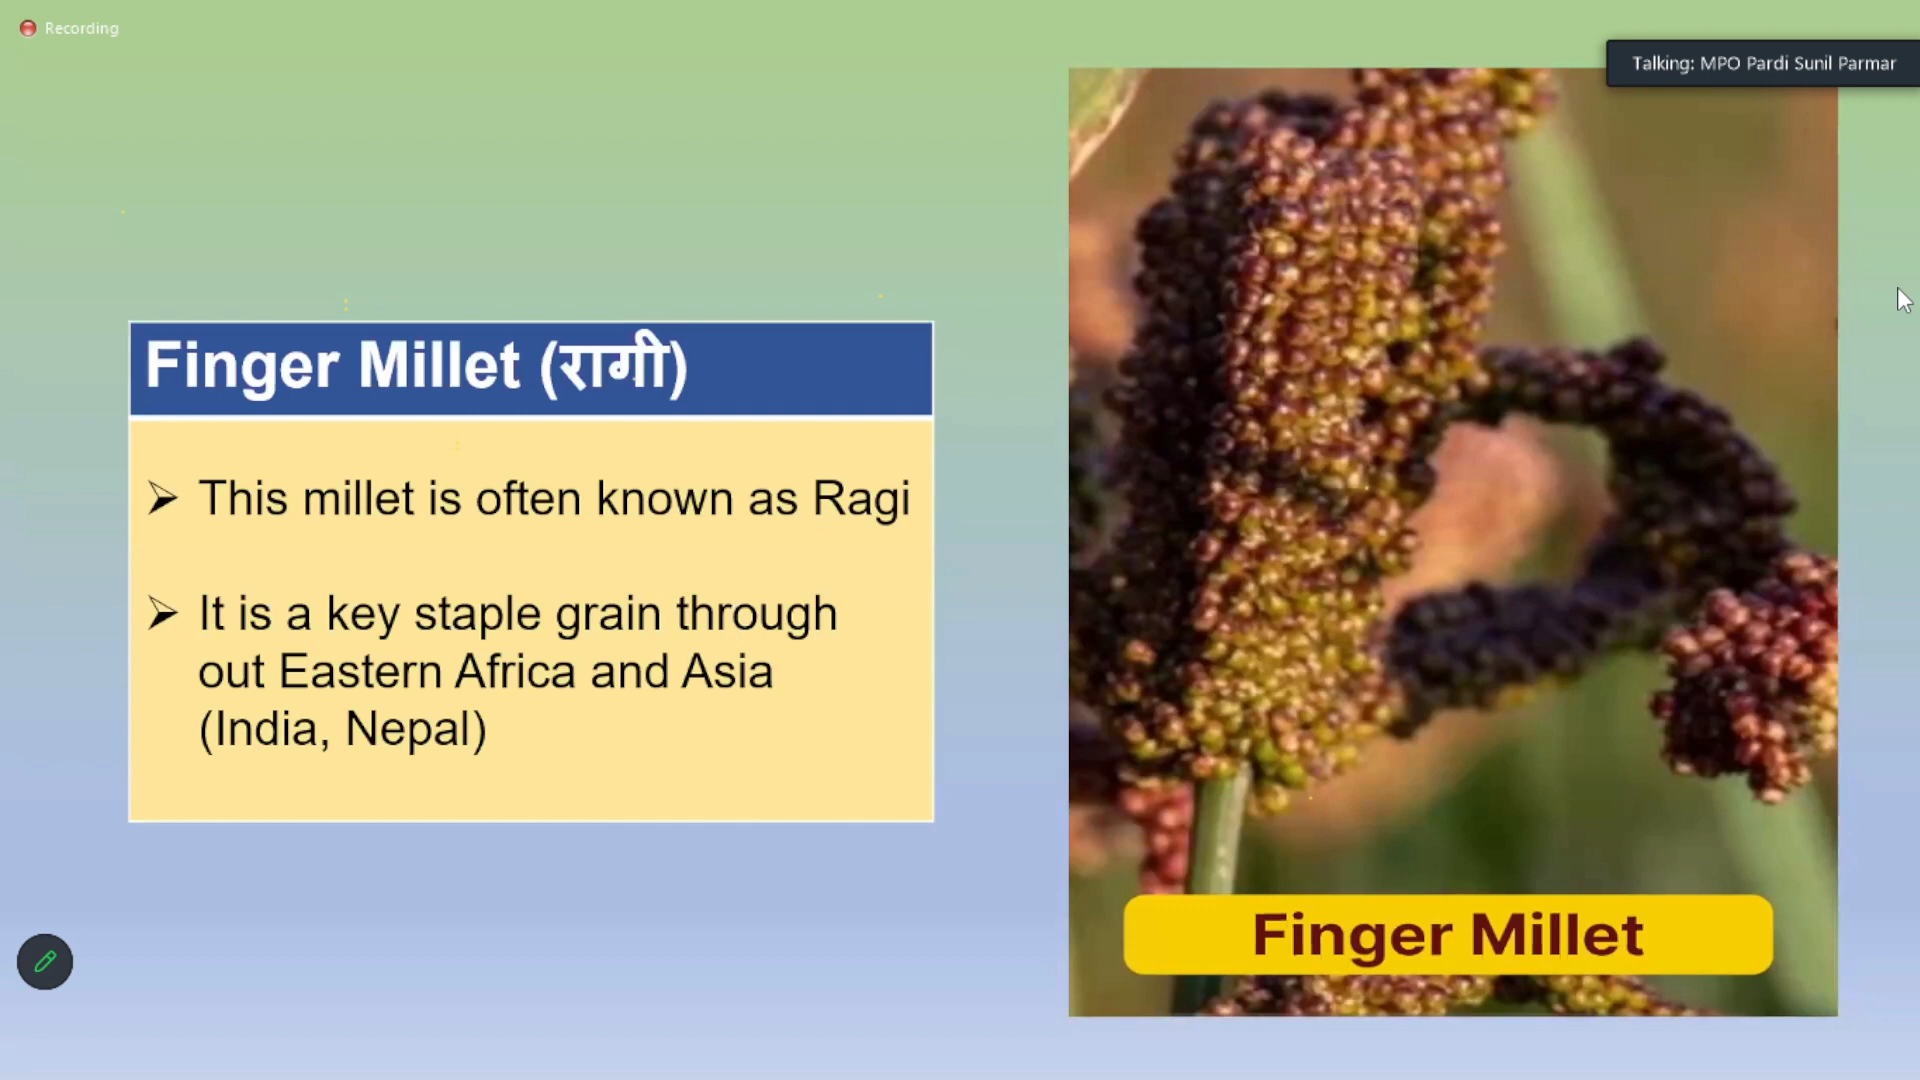 Recording
Talking: MPO Pardi Sunil Parmar
Finger Millet (रागी)
➢ This millet is often known as Ragi
➢ It is a key staple grain through
out Eastern Africa and Asia
(India, Nepal)
Finger Millet